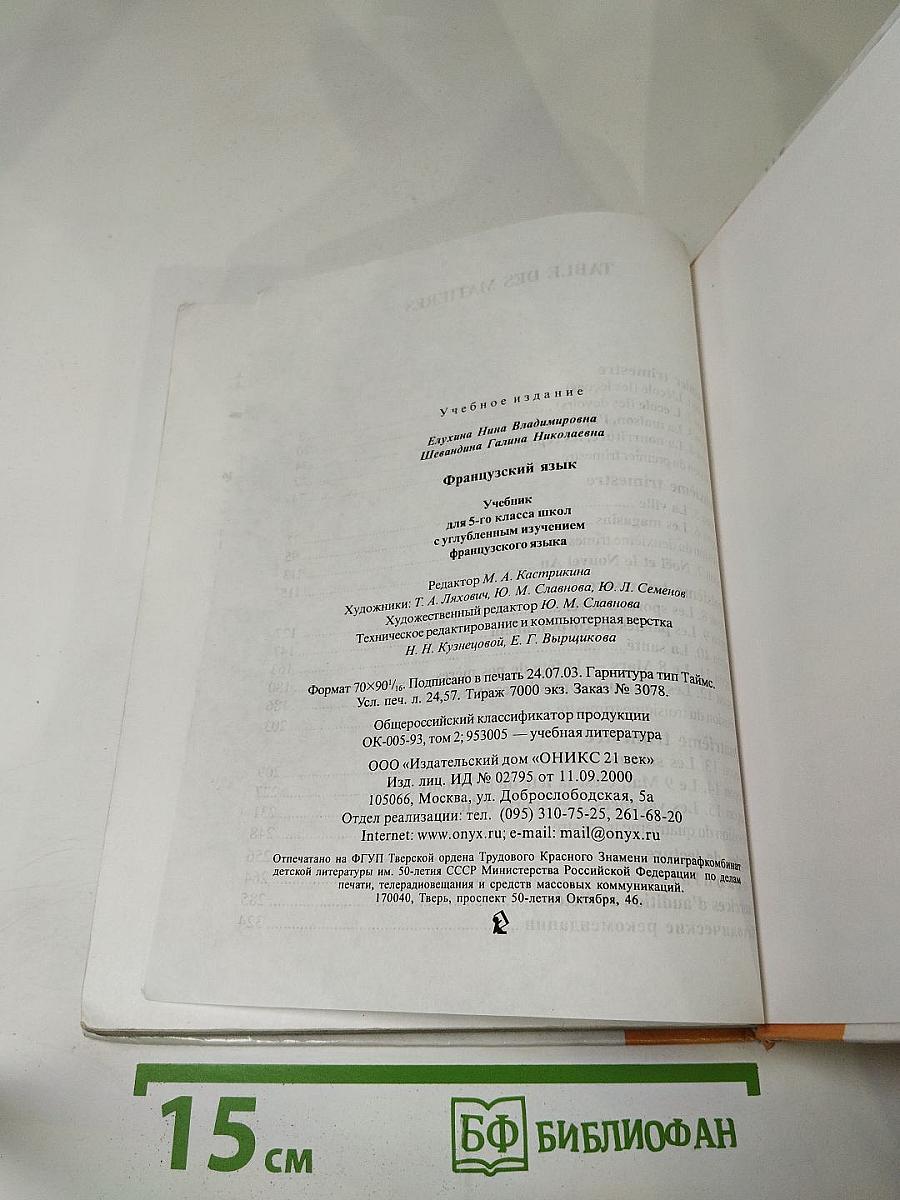 Учебное издание
Елухина Нина Владимировна
Шевандина Галина Николаевна
Французский язык
Учебник
для 5-го класса школ
с углубленным изучением
французского языка
Редактор М. А. Кастрикина
Художники: Т. А. Ляхович, Ю. М. Славнова, Ю. Л. Семенов
Художественный редактор Ю. М. Славнова
Техническое редактирование и компьютерная верстка
Н. Н. Кузнецовой, Е. Г. Вырщикова
Формат 70×90¹/₁₆. Подписано в печать 24.07.03. Гарнитура тип Таймс.
Усл. печ. л. 24,57. Тираж 7000 экз. Заказ № 3078.
Общероссийский классификатор продукции
ОК-005-93, том 2; 953005 — учебная литература
ООО «Издательский дом «ОНИКС 21 век»
Изд. лиц. ИД № 02795 от 11.09.2000
105066, Москва, ул. Доброслободская, 5а
Отдел реализации: тел. (095) 310-75-25, 261-68-20
Internet: www.onyx.ru; e-mail: mail@onyx.ru
Отпечатано на ФГУП Тверской ордена Трудового Красного Знамени полиграфкомбинат
детской литературы им. 50-летия СССР Министерства Российской Федерации по делам
печати, телерадиовещания и средств массовых коммуникаций.
170040, Тверь, проспект 50-летия Октября, 46.
15 см
БФ БИБЛИОФАН